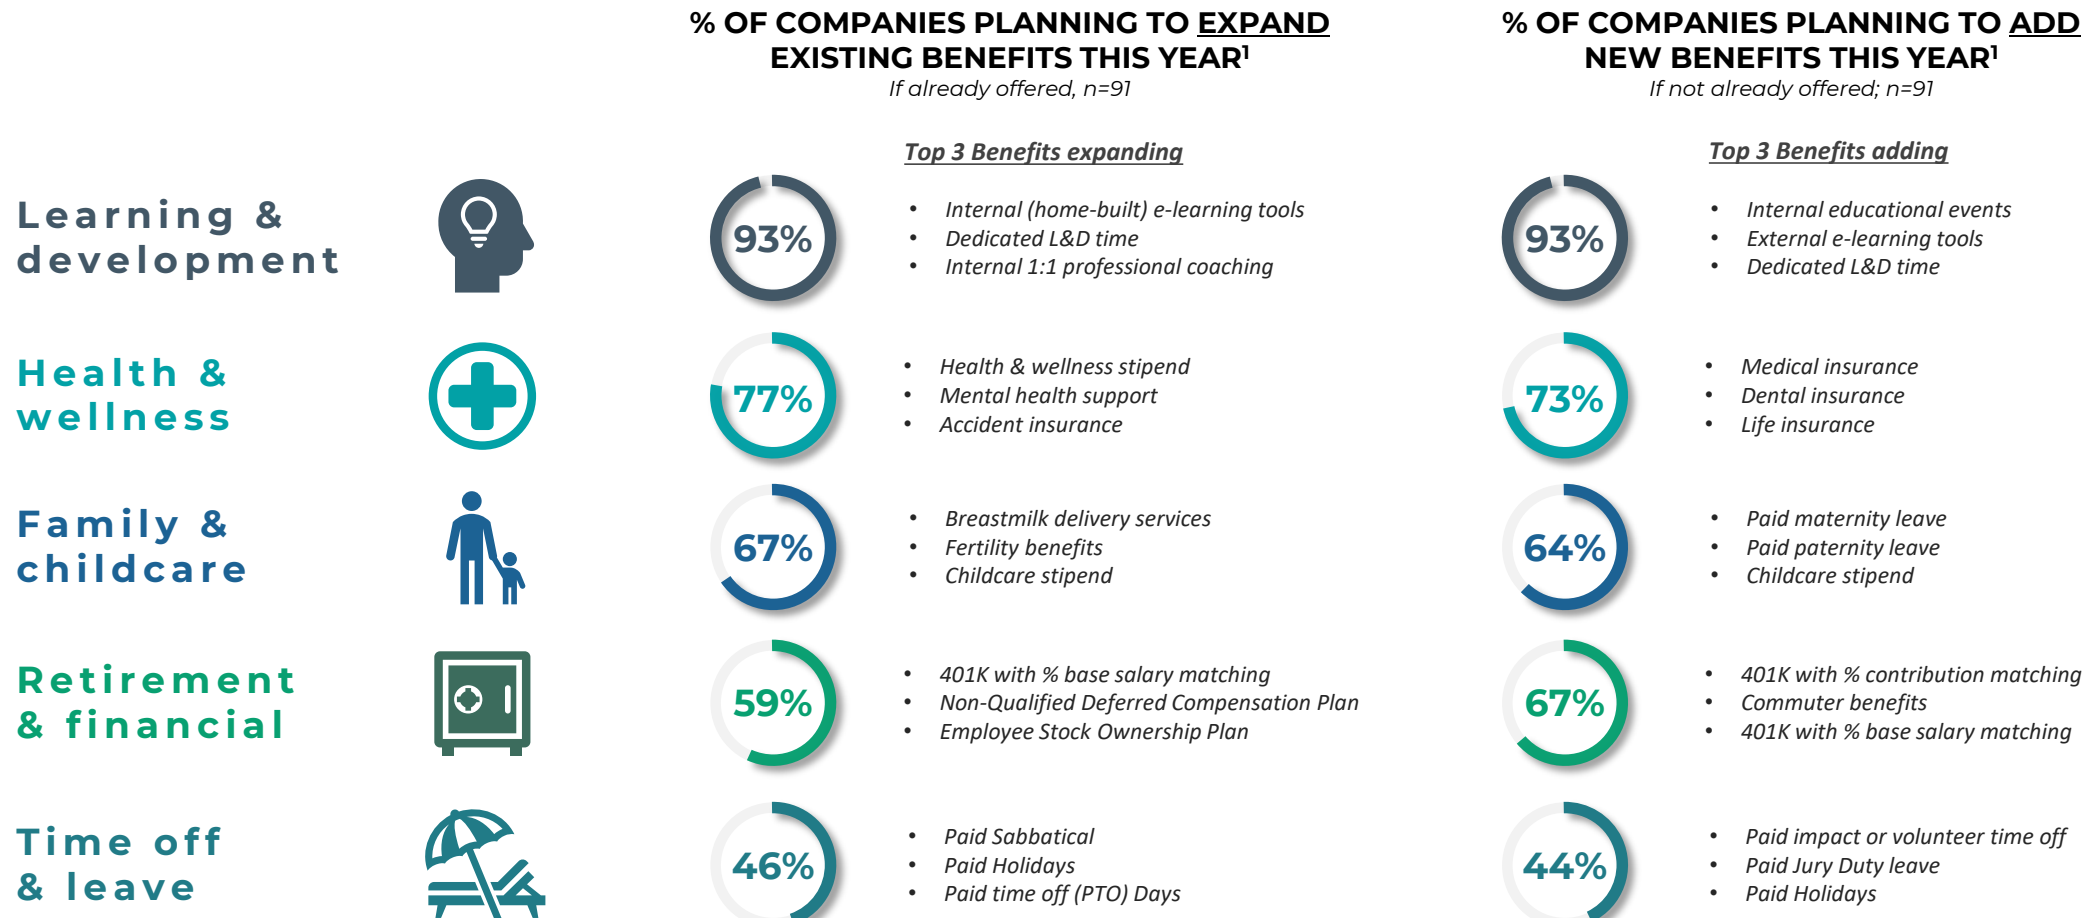 % OF COMPANIES PLANNING TO EXPAND
EXISTING BENEFITS THIS YEAR¹
If already offered, n=91
% OF COMPANIES PLANNING TO ADD
NEW BENEFITS THIS YEAR¹
If not already offered; n=91
Top 3 Benefits expanding
Top 3 Benefits adding
Learning &
development
93%
• Internal (home-built) e-learning tools
• Dedicated L&D time
• Internal 1:1 professional coaching
93%
• Internal educational events
• External e-learning tools
• Dedicated L&D time
Health &
wellness
77%
• Health & wellness stipend
• Mental health support
• Accident insurance
73%
• Medical insurance
• Dental insurance
• Life insurance
Family &
childcare
67%
• Breastmilk delivery services
• Fertility benefits
• Childcare stipend
64%
• Paid maternity leave
• Paid paternity leave
• Childcare stipend
Retirement
& financial
59%
• 401K with % base salary matching
• Non-Qualified Deferred Compensation Plan
• Employee Stock Ownership Plan
67%
• 401K with % contribution matching
• Commuter benefits
• 401K with % base salary matching
Time off
& leave
46%
• Paid Sabbatical
• Paid Holidays
• Paid time off (PTO) Days
44%
• Paid impact or volunteer time off
• Paid Jury Duty leave
• Paid Holidays